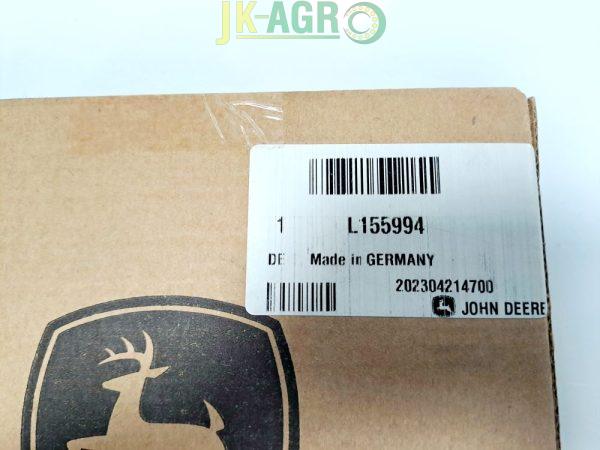 JK-AGRO
1 L155994
DE Made in GERMANY
202304214700
JOHN DEERE